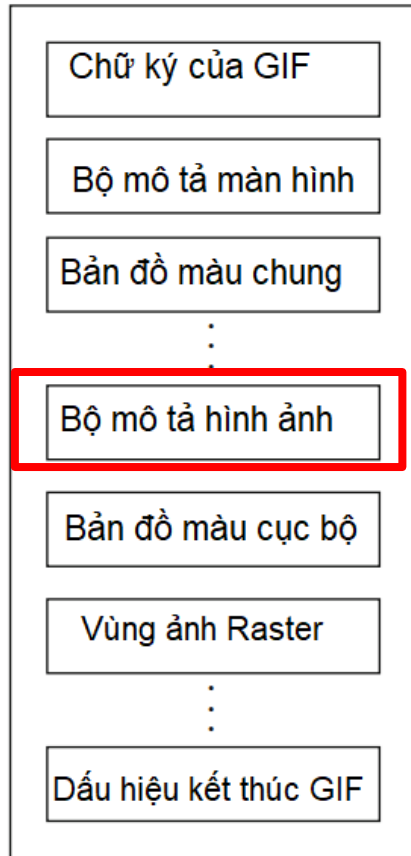 Chữ ký của GIF
Bộ mô tả màn hình
Bản đồ màu chung
Bộ mô tả hình ảnh
Bản đồ màu cục bộ
Vùng ảnh Raster
Dấu hiệu kết thúc GIF